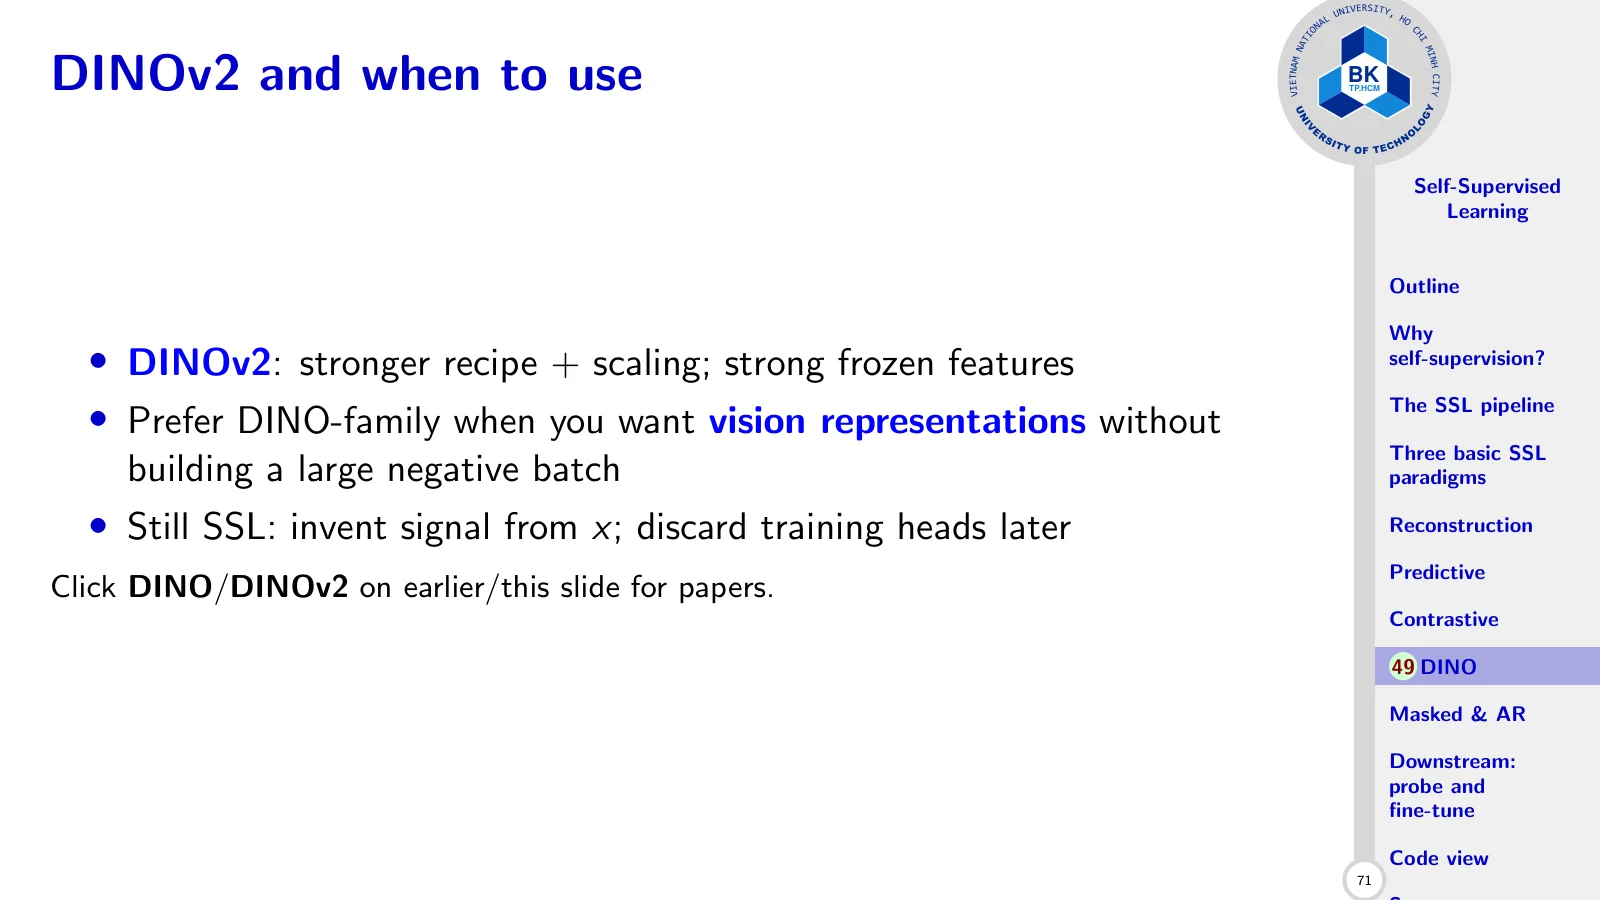 DINOv2 and when to use
• DINOv2: stronger recipe + scaling; strong frozen features
• Prefer DINO-family when you want vision representations without
building a large negative batch
• Still SSL: invent signal from x; discard training heads later
Click DINO/DINOv2 on earlier/this slide for papers.
VIETNAM NATIONAL UNIVERSITY, HO CHI MINH CITY
BK
TP.HCM
UNIVERSITY OF TECHNOLOGY
Self-Supervised
Learning
Outline
Why
self-supervision?
The SSL pipeline
Three basic SSL
paradigms
Reconstruction
Predictive
Contrastive
49 DINO
Masked & AR
Downstream:
probe and
fine-tune
Code view
71